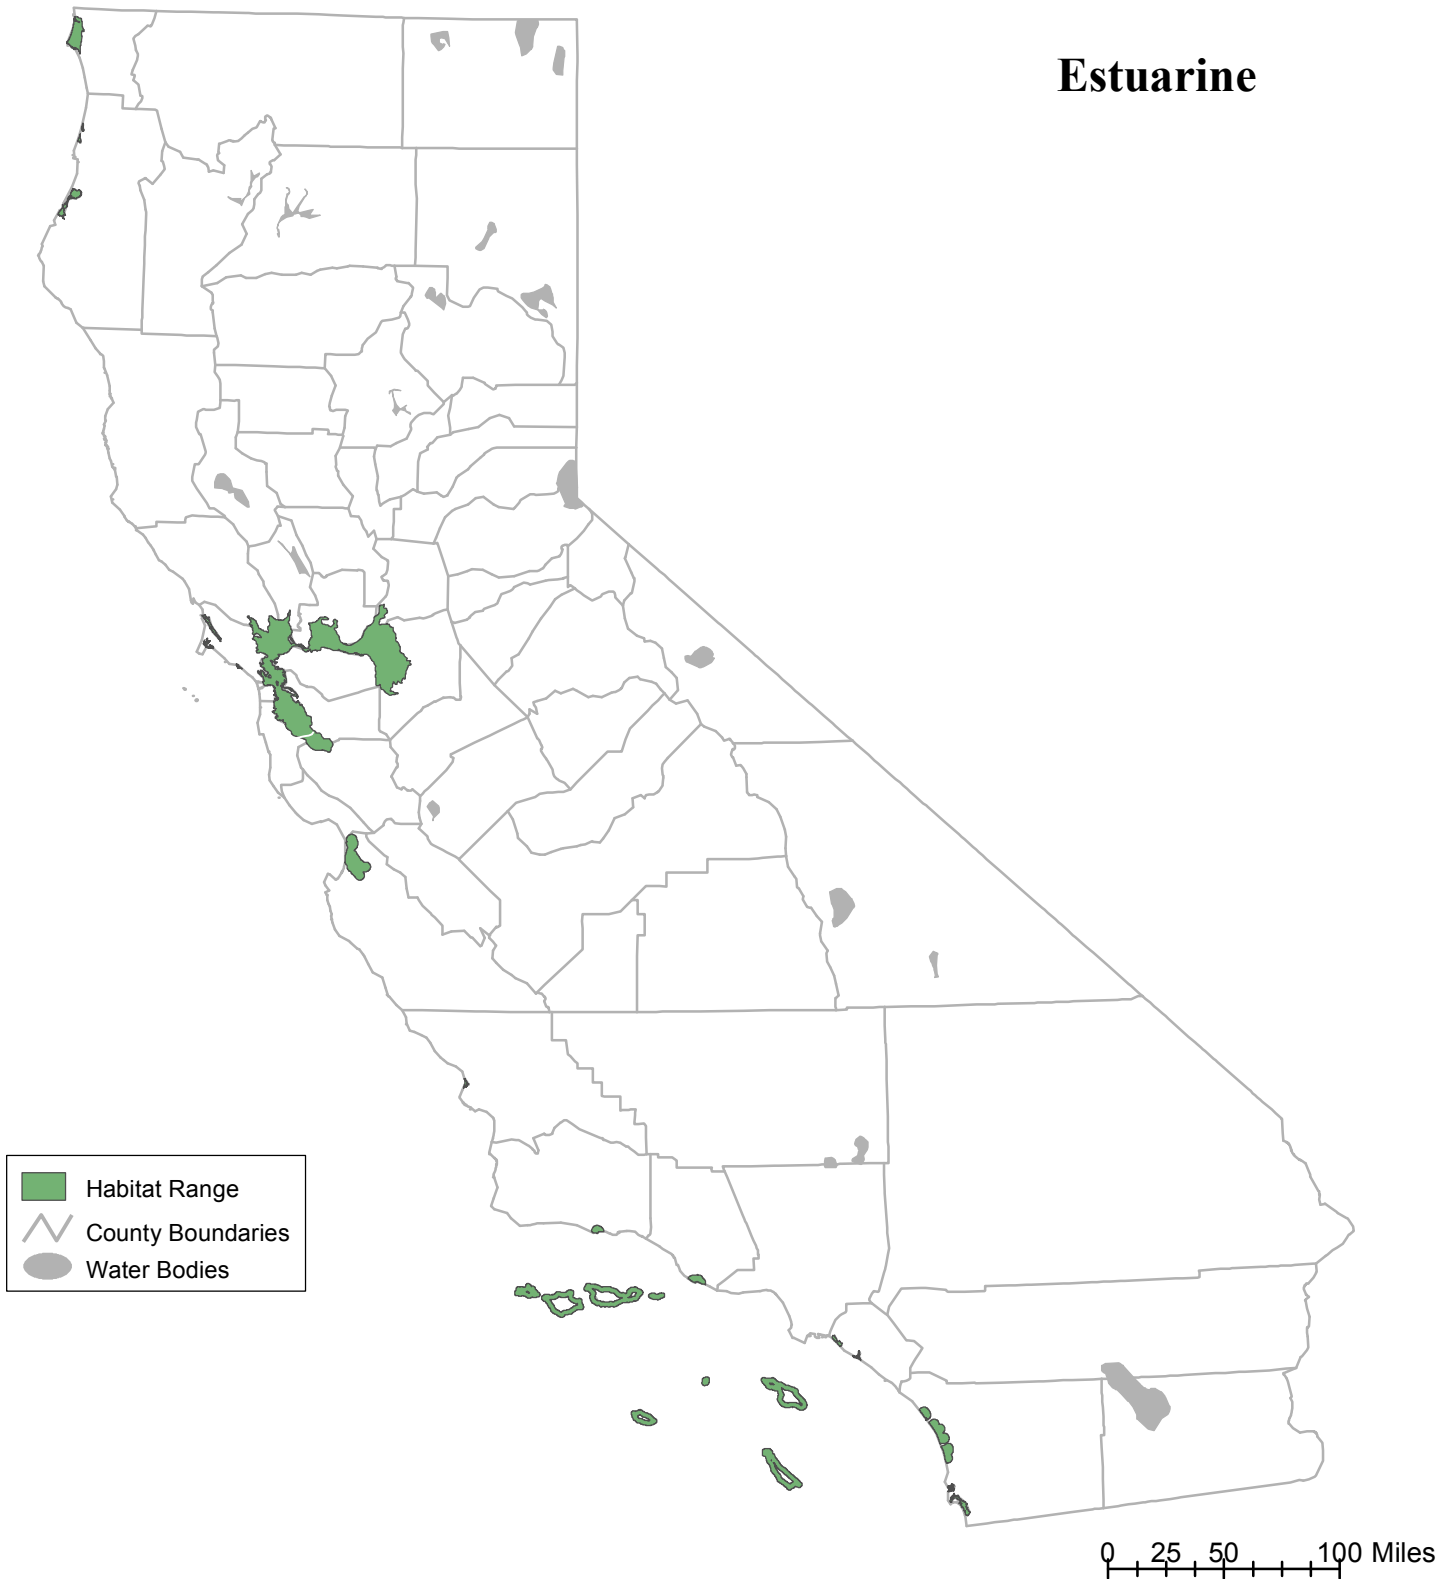 Estuarine
Habitat Range
County Boundaries
Water Bodies
0 25 50 100 Miles